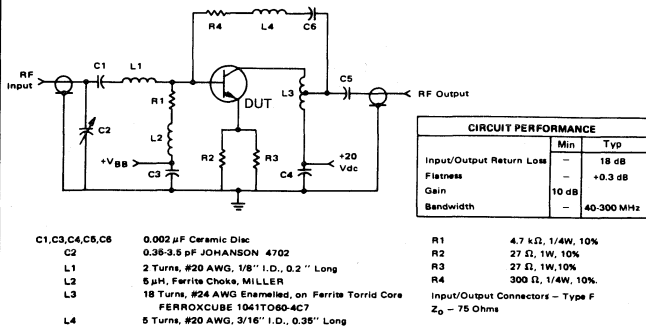 R4 L4 C6
C1 L1
RF
Input
C5
RF Output
L3
DUT
R1
C2
L2
+VBB
R2 R3
+20
Vdc
C3 C4
CIRCUIT PERFORMANCE
Min Typ
Input/Output Return Loss – 18 dB
Flatness – +0.3 dB
Gain 10 dB
Bandwidth – 40-300 MHz
C1,C3,C4,C5,C6 0.002 µF Ceramic Disc
C2 0.35-3.5 pF JOHANSON 4702
L1 2 Turns, #20 AWG, 1/8" I.D., 0.2 " Long
L2 5 µH, Ferrite Choke, MILLER
L3 18 Turns, #24 AWG Enamelled, on Ferrite Torrid Core
FERROXCUBE 1041TO60-4C7
L4 5 Turns, #20 AWG, 3/16" I.D., 0.35" Long
R1 4.7 kΩ, 1/4W, 10%
R2 27 Ω, 1W, 10%
R3 27 Ω, 1W,10%
R4 300 Ω, 1/4W, 10%.
Input/Output Connectors – Type F
Z0 – 75 Ohms